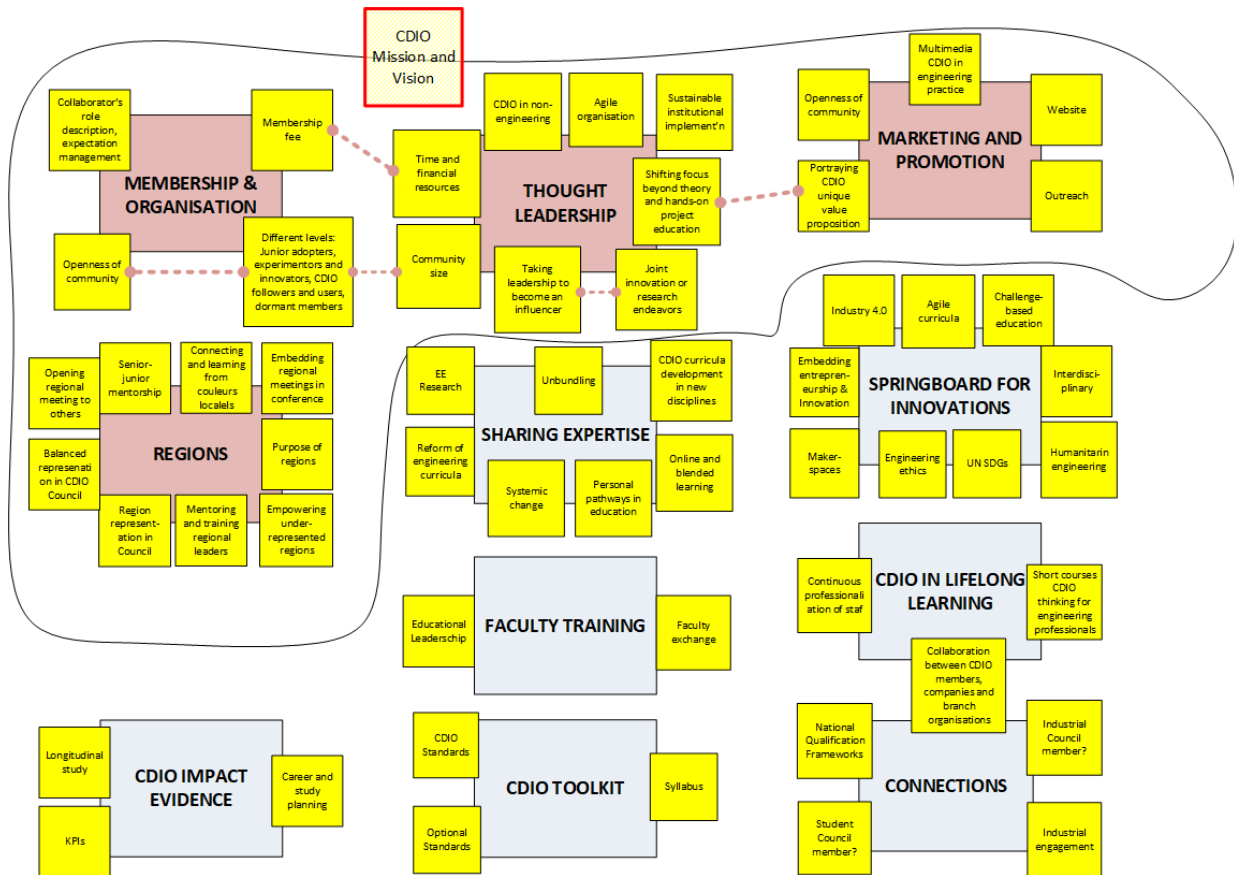 CDIO
Mission and
Vision
Collaborator's
role
description,
expectation
management
Membership
fee
MEMBERSHIP &
ORGANISATION
Openness of
community
Different levels:
Junior adopters,
experimentors and
innovators, CDIO
followers and users,
dormant members
CDIO in non-
engineering
Agile
organisation
Sustainable
institutional
implement'n
Time and
financial
resources
THOUGHT
LEADERSHIP
Shifting focus
beyond theory
and hands-on
project
education
Community
size
Taking
leadership to
become an
influencer
Joint
innovation or
research
endeavors
Multimedia
CDIO in
engineering
practice
Openness of
community
Website
MARKETING AND
PROMOTION
Portraying
CDIO
unique
value
proposition
Outreach
Opening
regional
meeting to
others
Senior-
junior
mentorship
Connecting
and learning
from
couleurs
localels
Embedding
regional
meetings in
conference
REGIONS
Balanced
represenati
on in CDIO
Council
Purpose of
regions
Region
represent-
ation in
Council
Mentoring
and training
regional
leaders
Empowering
under-
represented
regions
EE
Research
Unbundling
CDIO curricula
development
in new
disciplines
SHARING EXPERTISE
Reform of
engineering
curricula
Systemic
change
Personal
pathways in
education
Online and
blended
learning
Industry 4.0
Agile
curricula
Challenge-
based
education
Embedding
entrepren-
eurship &
Innovation
SPRINGBOARD FOR
INNOVATIONS
Interdisci-
plinary
Maker-
spaces
Engineering
ethics
UN SDGs
Humanitarin
engineering
Educational
Leadership
FACULTY TRAINING
Faculty
exchange
Continuous
professionali
ation of staf
CDIO IN LIFELONG
LEARNING
Short courses
CDIO
thinking for
engineering
professionals
Collaboration
between CDIO
members,
companies and
branch
organisations
Longitudinal
study
CDIO IMPACT
EVIDENCE
Career and
study
planning
KPIs
CDIO
Standards
CDIO TOOLKIT
Syllabus
Optional
Standards
National
Qualification
Frameworks
Industrial
Council
member?
CONNECTIONS
Student
Council
member?
Industrial
engagement